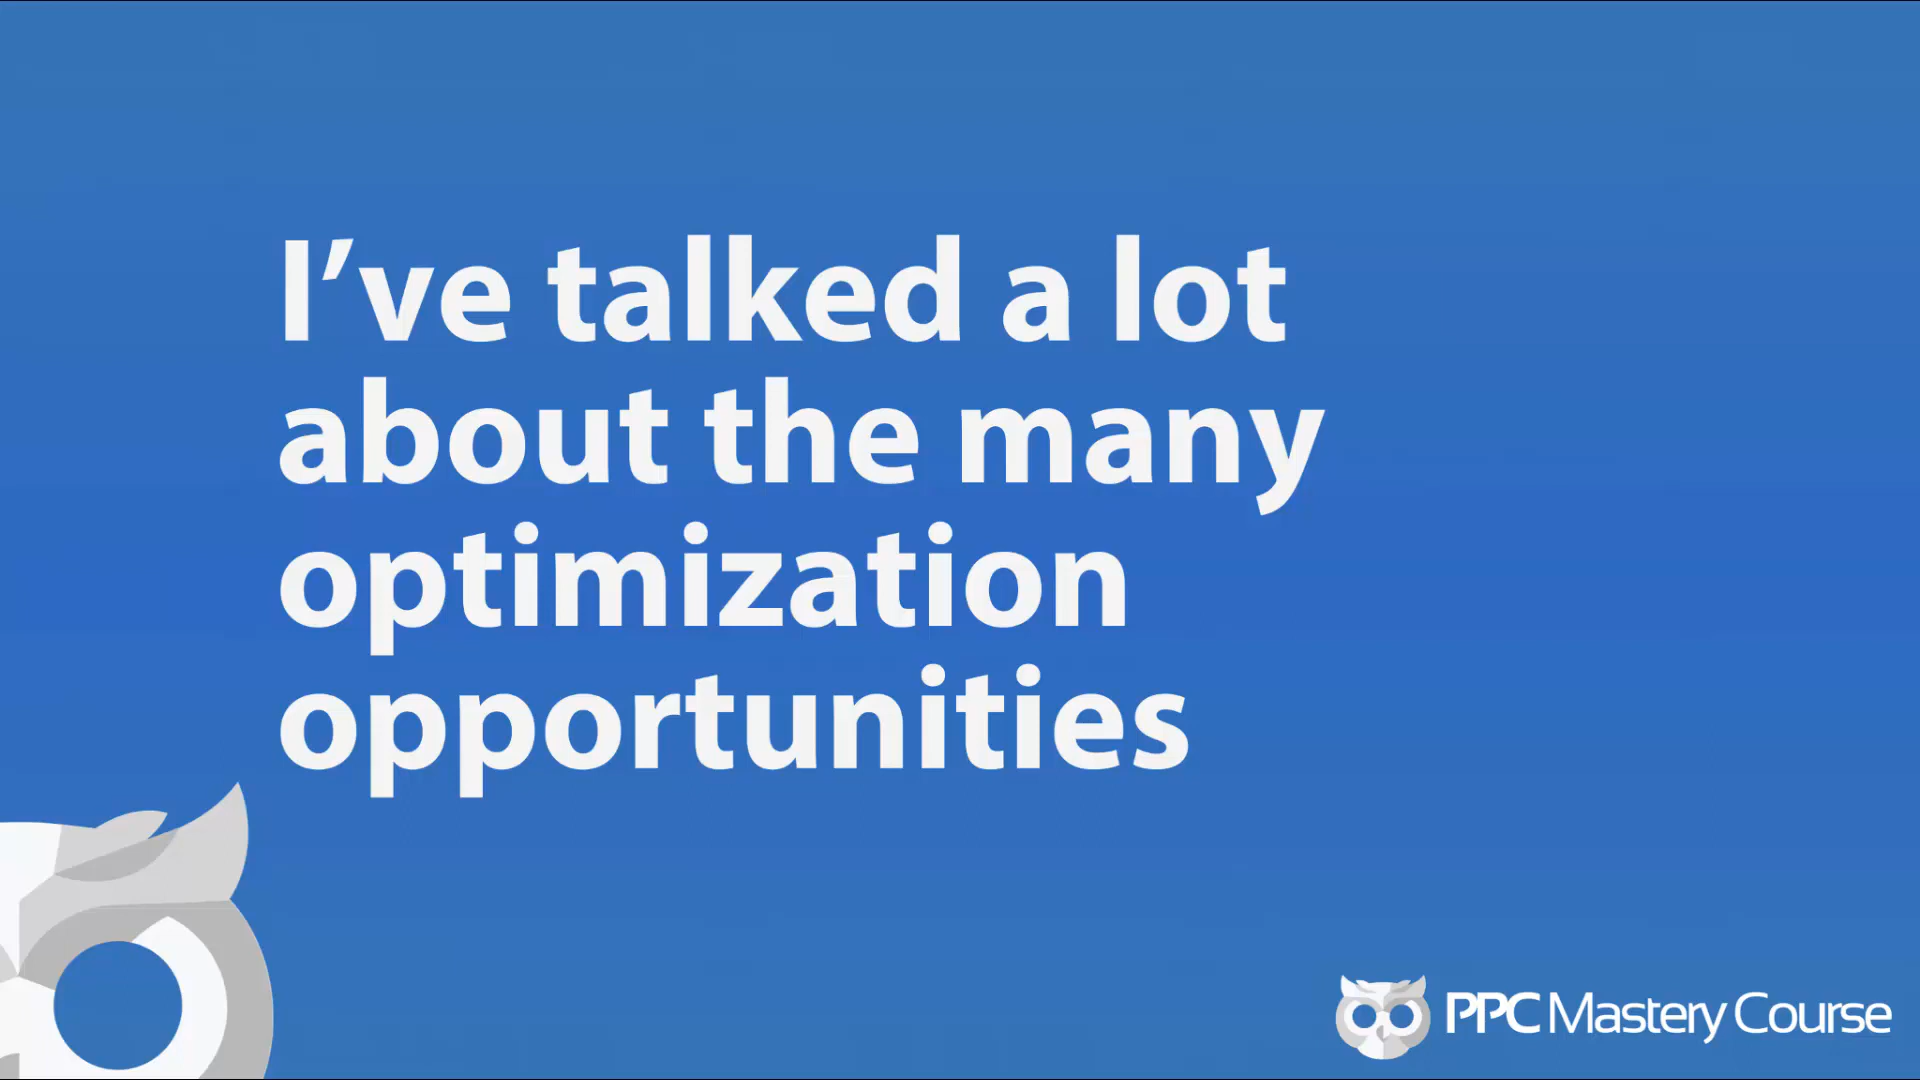 I’ve talked a lot
about the many
optimization
opportunities
PPC Mastery Course